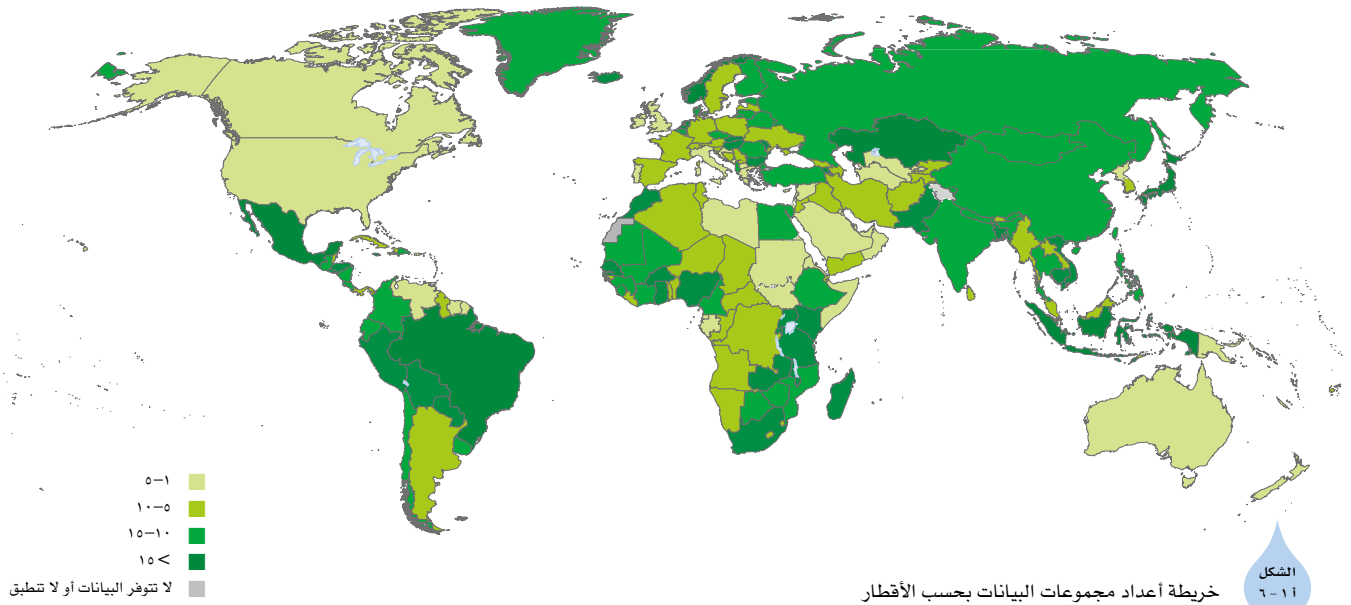 ١–٥
٥–١٠
١٠–١٥
> ١٥
لا تتوفر البيانات أو لا تنطبق
الشكل
أ ١ - ٦
خريطة أعداد مجموعات البيانات بحسب الأقطار